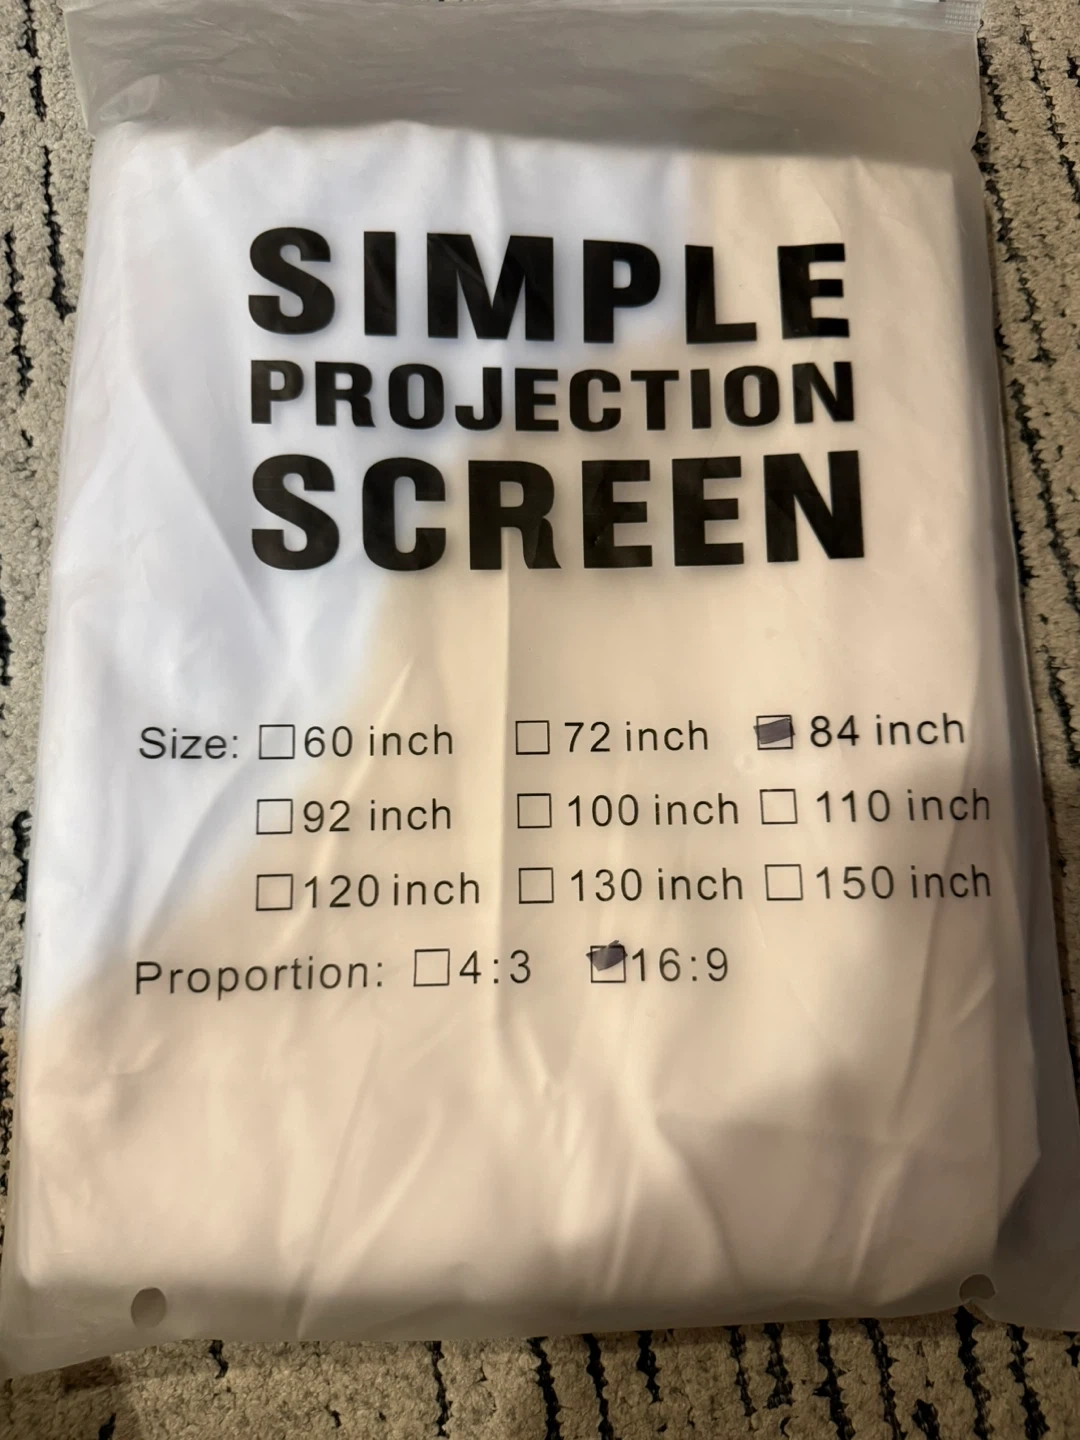 SIMPLE
PROJECTION
SCREEN
Size: □60 inch □72 inch ■84 inch
□92 inch □100 inch □110 inch
□120 inch □130 inch □150 inch
Proportion: □4:3 ■16:9